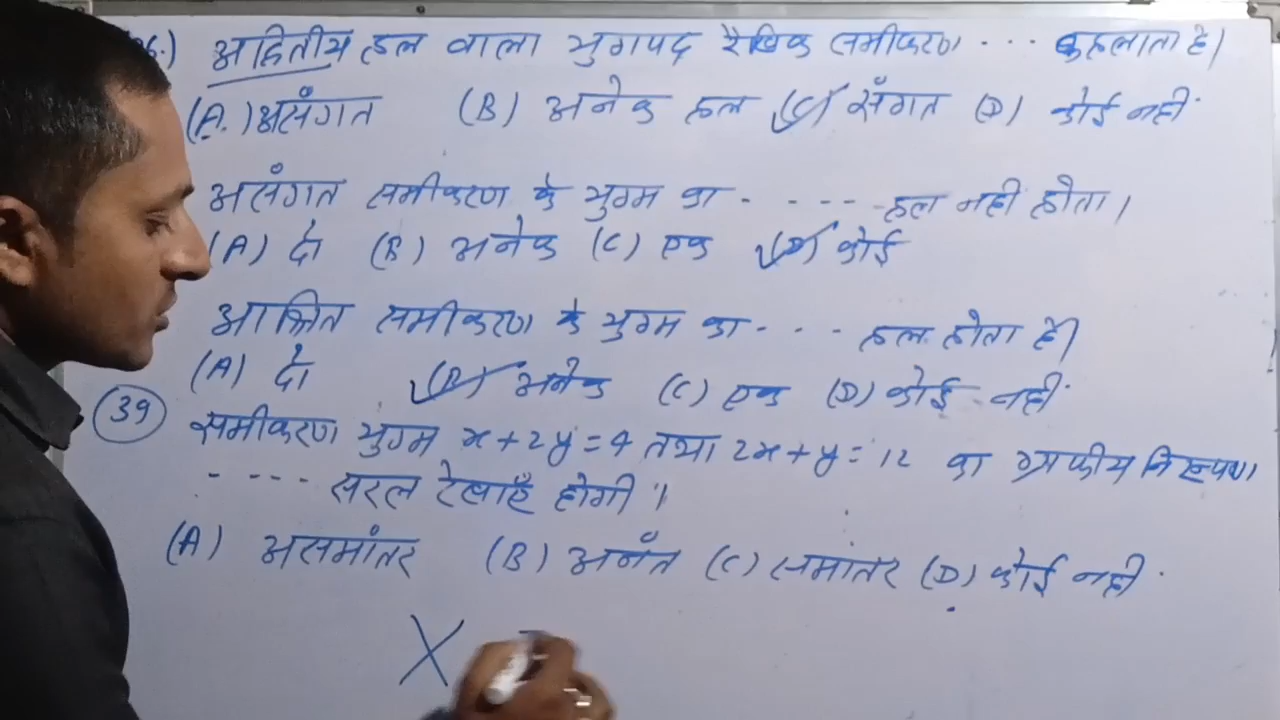 6.) अद्वितीय हल वाला युगपद रैखिक समीकरण . . . कहलाता है।
(A.) असंगत (B) अनेक हल (C) संगत (D) कोई नही
असंगत समीकरण के युग्म का - - - - - हल नही होता।
(A) दो (B) अनेक (C) एक (D) कोई
आश्रित समीकरण के युग्म का - - - - हल होता है।
(A) दो (B) अनेक (C) एक (D) कोई नही
39 समीकरण युग्म x+2y=4 तथा 2x+y=12 का ग्राफीय निरूपण
- - - - - सरल रेखाएँ होगी।
(A) असमांतर (B) अनंत (C) समांतर (D) कोई नही
X